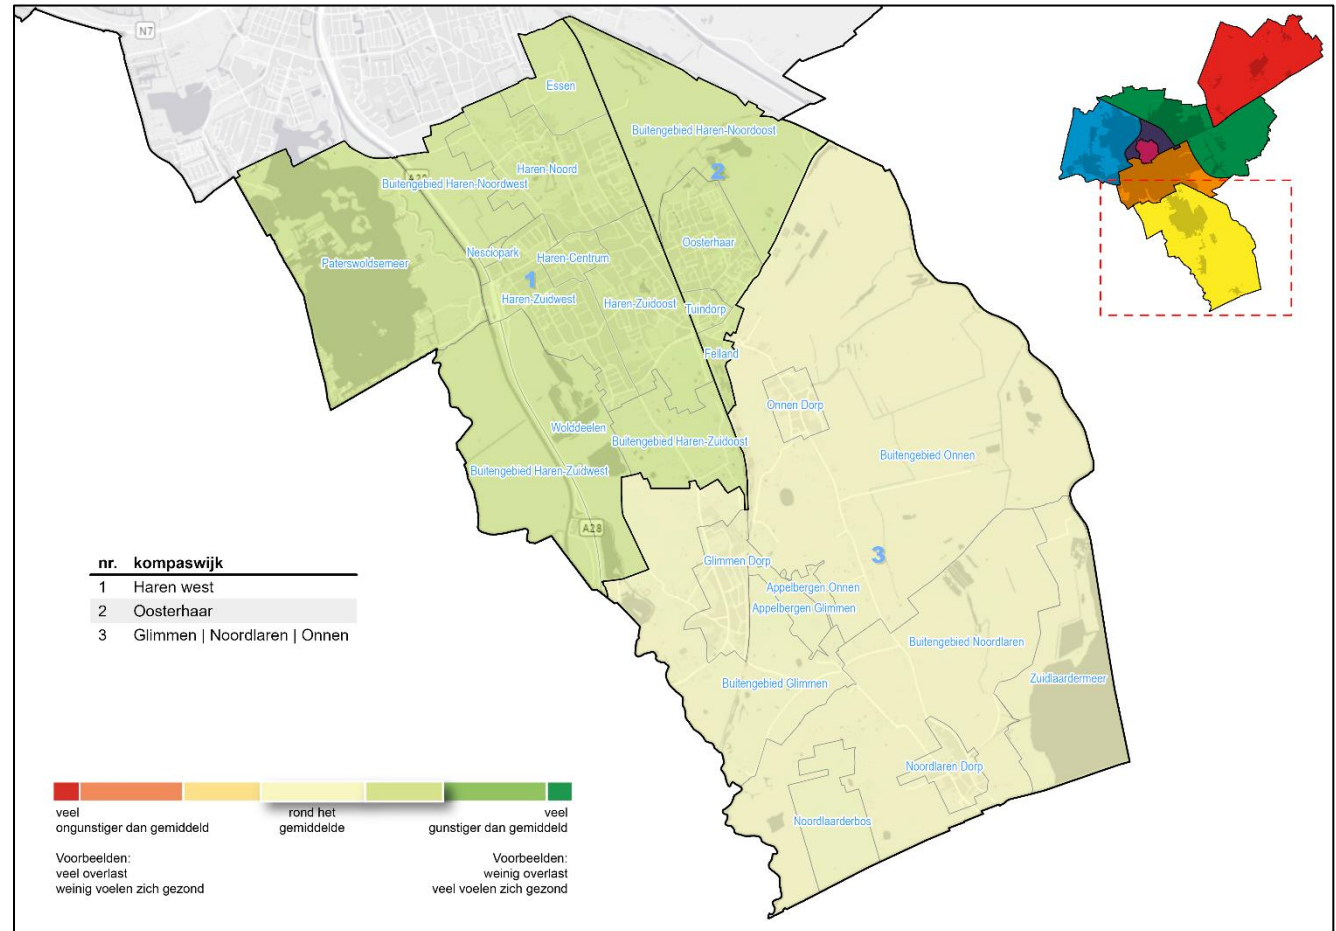 N7
Essen
Buitengebied Haren-Noordoost
Haren-Noord
2
Buitengebied Haren-Noordwest
Oosterhaar
Nesciopark
Haren-Centrum
Paterswoldsemeer
1
Haren-Zuidwest
Haren-Zuidoost
Tuindorp
Felland
Onnen Dorp
Wolddeelen
Buitengebied Haren-Zuidoost
Buitengebied Onnen
Buitengebied Haren-Zuidwest
A28
3
Glimmen Dorp
Appelbergen Onnen
Appelbergen Glimmen
Buitengebied Noordlaren
Zuidlaardermeer
Buitengebied Glimmen
Noordlaren Dorp
Noordlaarderbos
nr. kompaswijk
1 Haren west
2 Oosterhaar
3 Glimmen | Noordlaren | Onnen
veel
ongunstiger dan gemiddeld
rond het
gemiddelde
veel
gunstiger dan gemiddeld
Voorbeelden:
veel overlast
weinig voelen zich gezond
Voorbeelden:
weinig overlast
veel voelen zich gezond